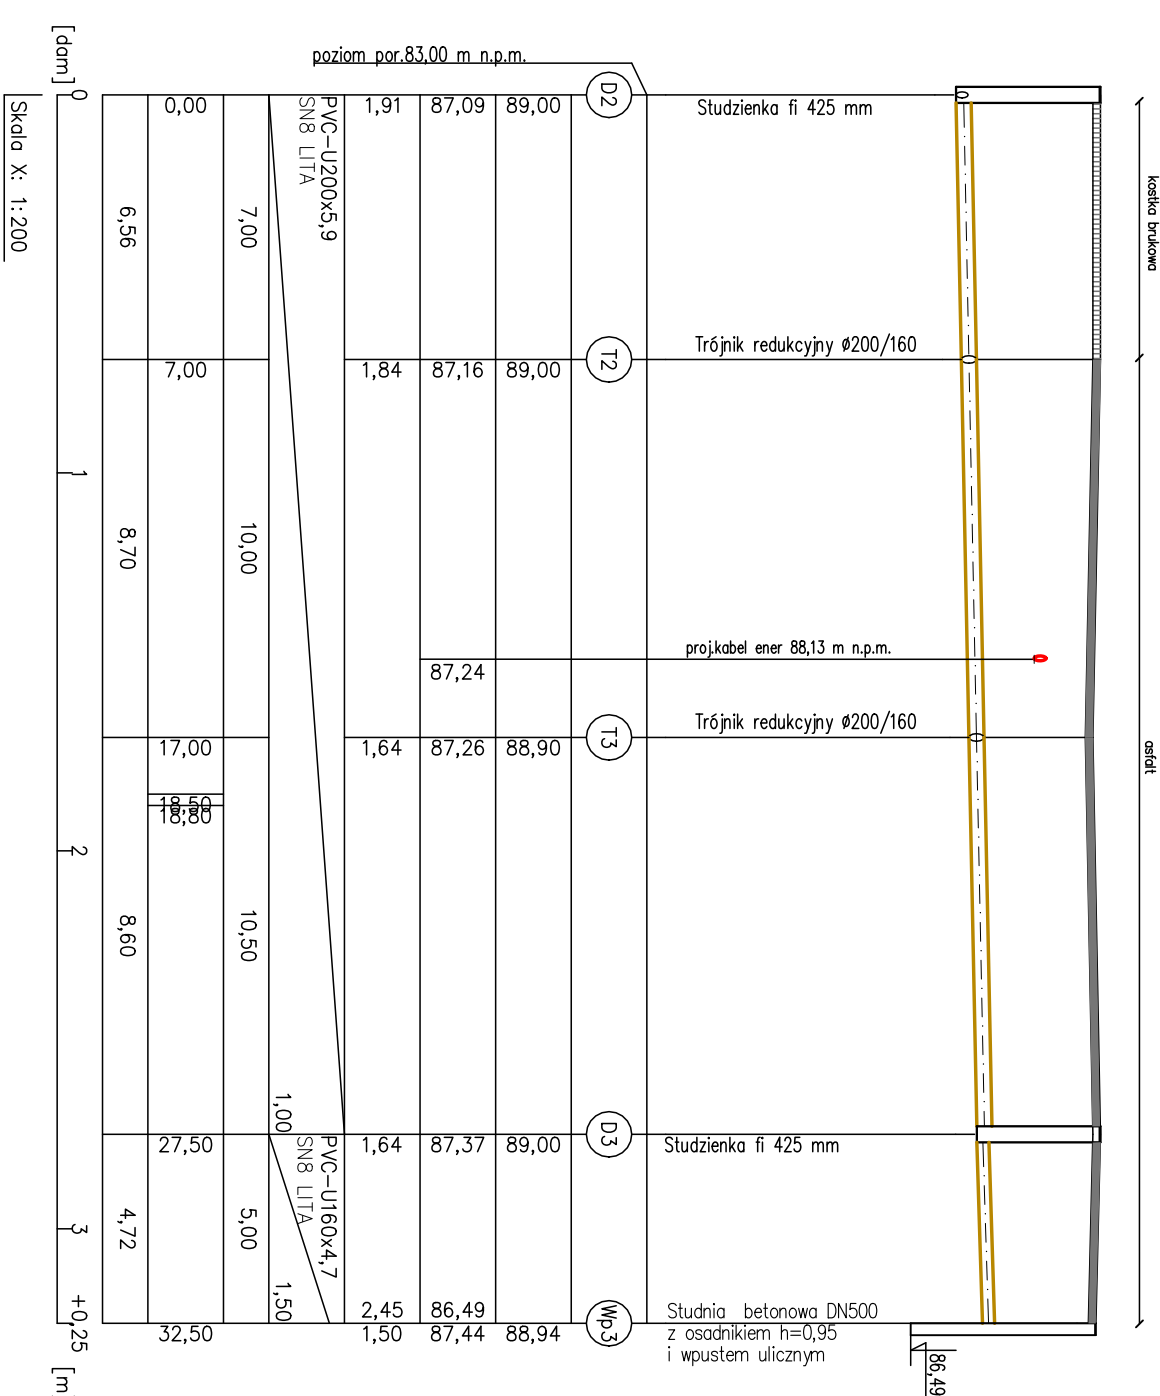 poziom por.83,00 m n.p.m.
[dam]
0
1
2
3
+0,25
[m]
Skala X: 1:200
D2
Studzienka fi 425 mm
89,00
87,09
1,91
0,00
PVC-U200x5,9
SN8 LITA
7,00
6,56
kostka brukowa
T2
Trójnik redukcyjny ø200/160
89,00
87,16
1,84
7,00
10,00
8,70
proj.kabel ener 88,13 m n.p.m.
87,24
T3
Trójnik redukcyjny ø200/160
88,90
87,26
1,64
17,00
18,50
18,80
asfalt
10,50
8,60
1,00
D3
Studzienka fi 425 mm
89,00
87,37
1,64
27,50
PVC-U160x4,7
SN8 LITA
5,00
4,72
1,50
Wp3
Studnia betonowa DN500
z osadnikiem h=0,95
i wpustem ulicznym
86,49
2,45
88,94
87,44
1,50
32,50
86,49